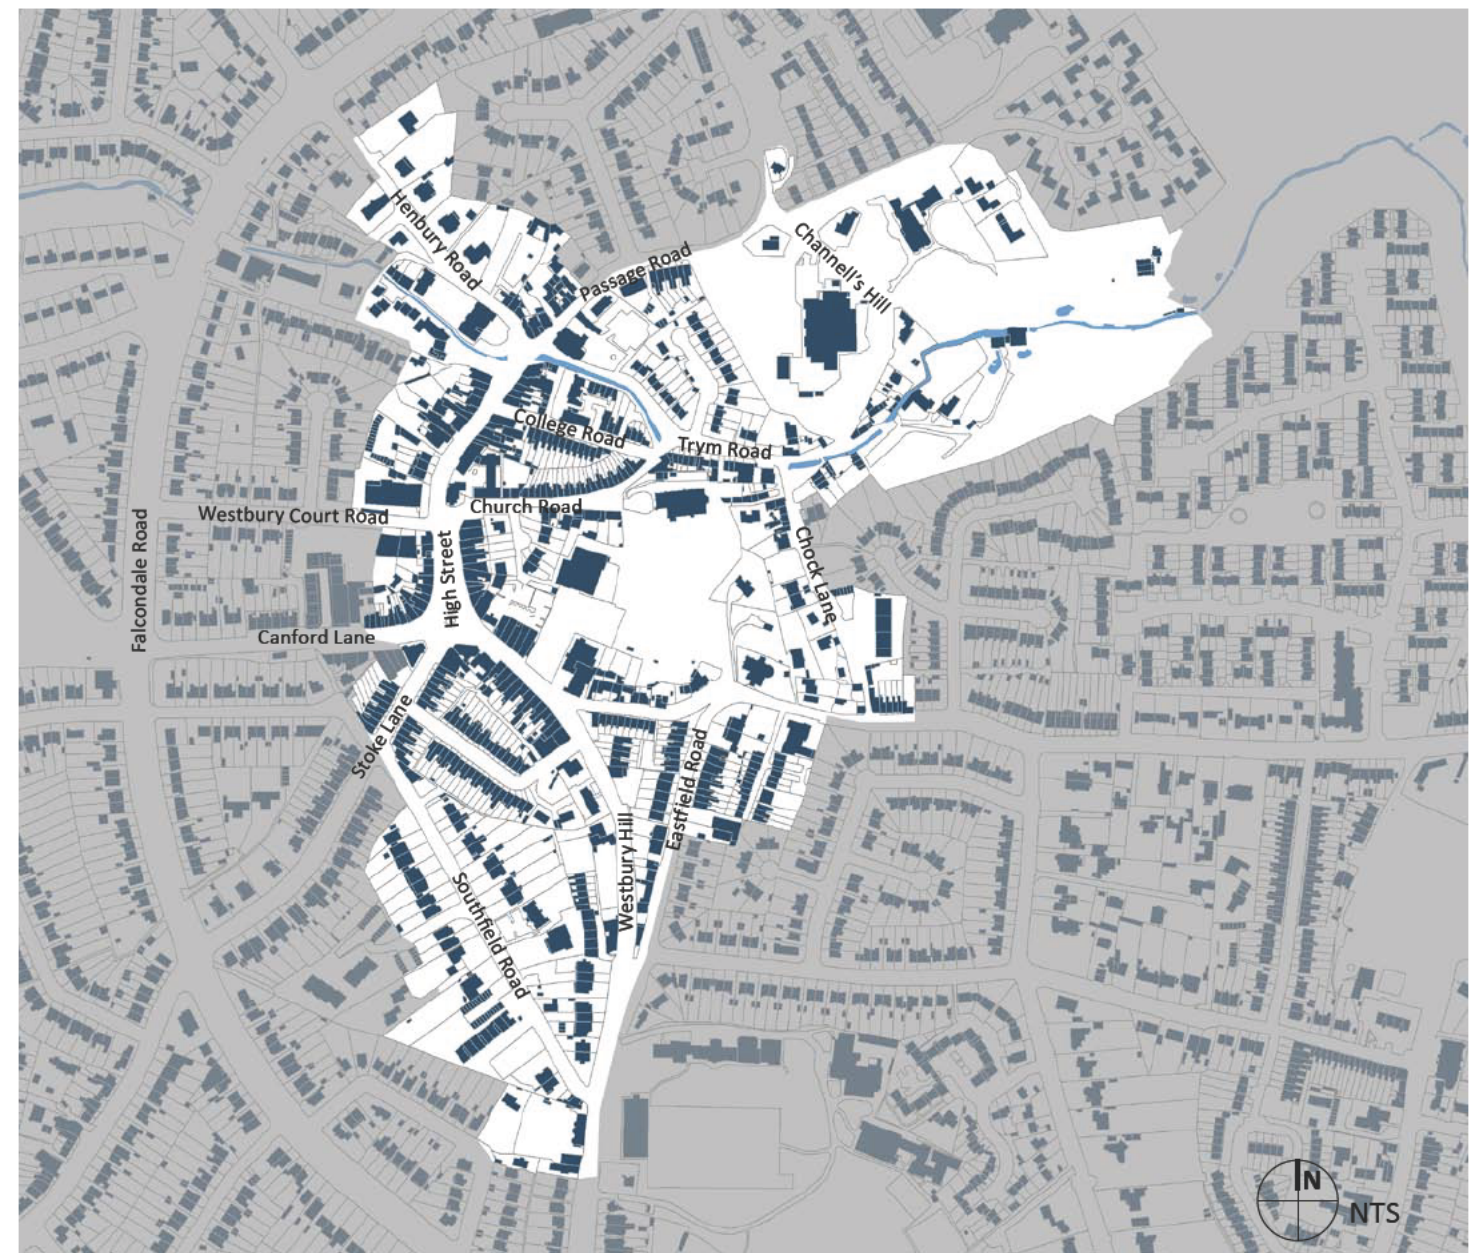 Henbury Road
Passage Road
Channell's Hill
College Road
Trym Road
Church Road
Westbury Court Road
High Street
Chock Lane
Falcondale Road
Canford Lane
Stoke Lane
Eastfield Road
Westbury Hill
Southfield Road
N
NTS